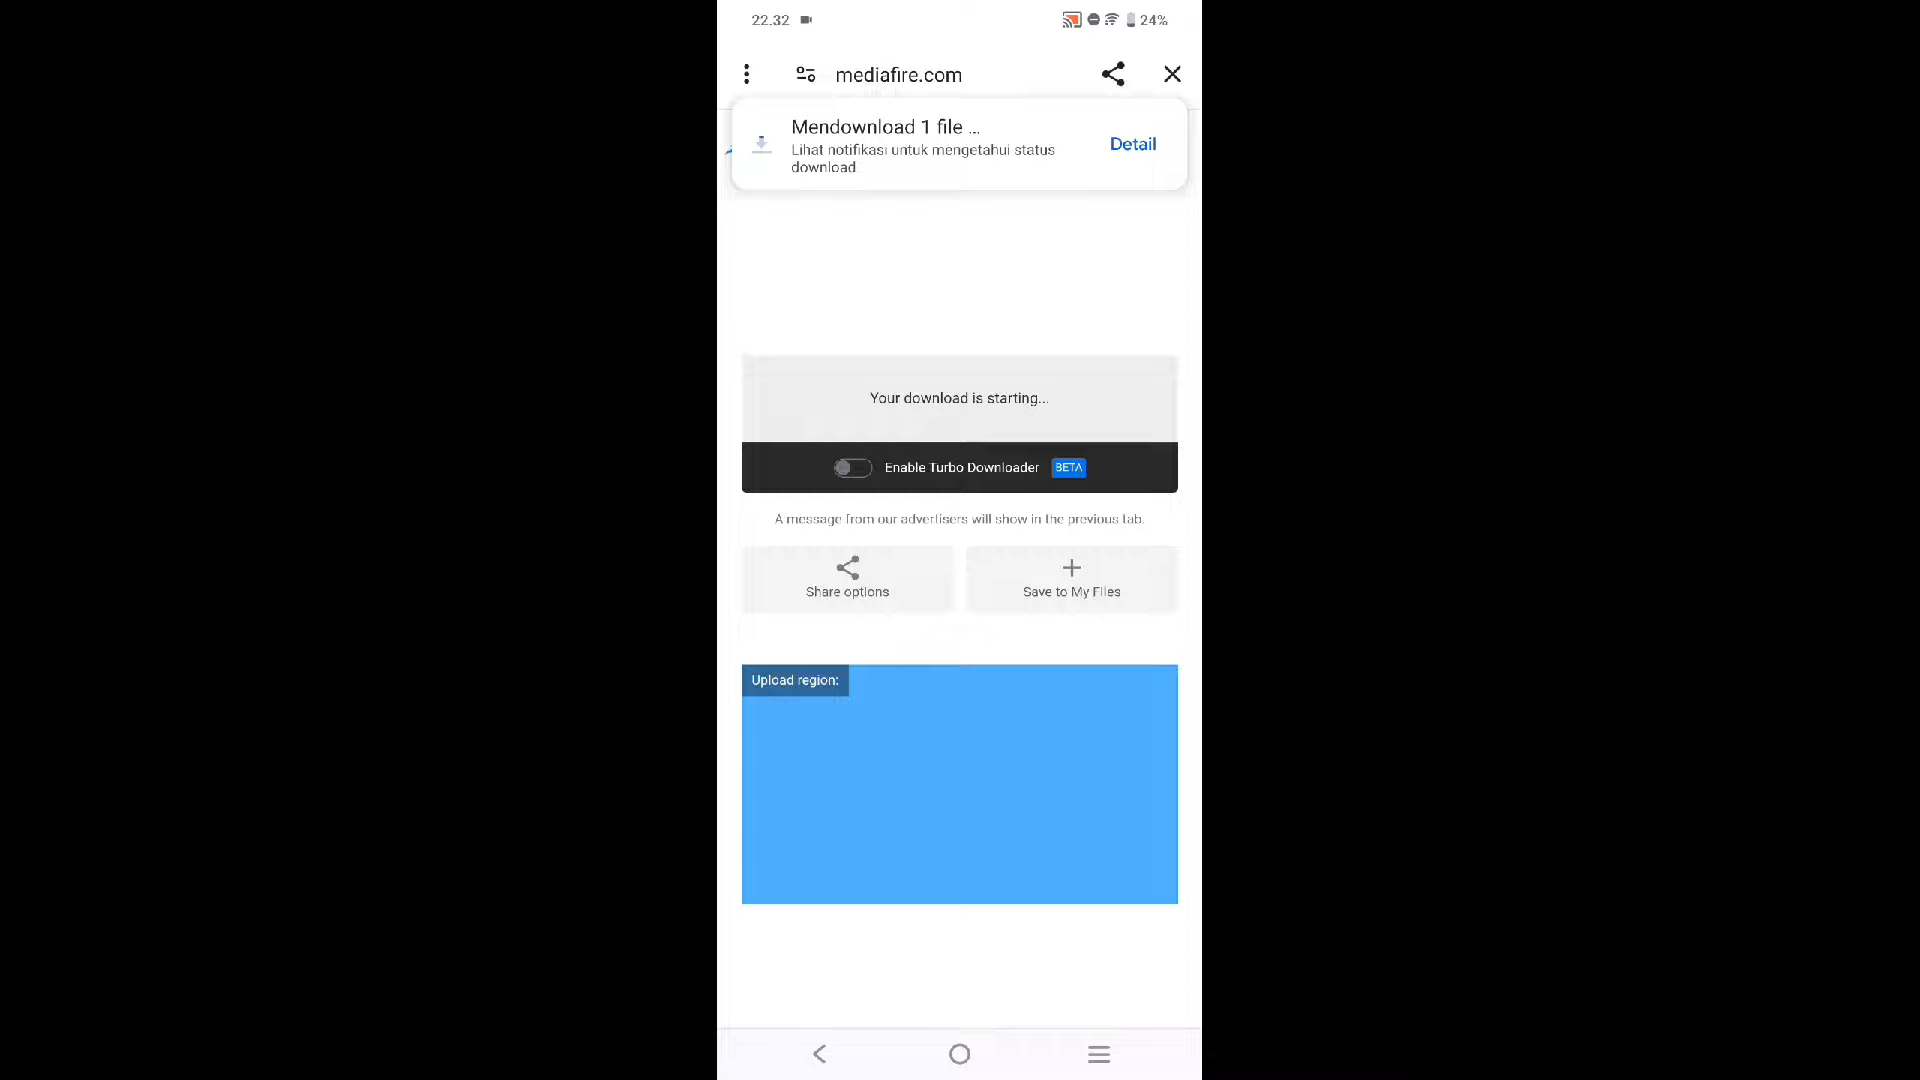 22.32
24%
mediafire.com
Mendownload 1 file ...
Lihat notifikasi untuk mengetahui status
download
Detail
Your download is starting...
Enable Turbo Downloader BETA
A message from our advertisers will show in the previous tab.
Share options
Save to My Files
Upload region: